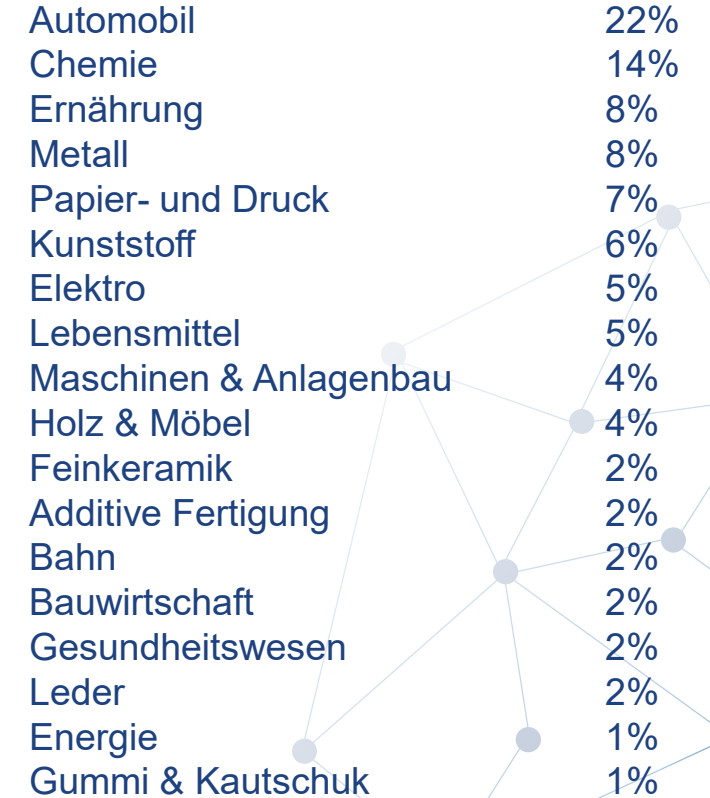 Automobil 22%
Chemie 14%
Ernährung 8%
Metall 8%
Papier- und Druck 7%
Kunststoff 6%
Elektro 5%
Lebensmittel 5%
Maschinen & Anlagenbau 4%
Holz & Möbel 4%
Feinkeramik 2%
Additive Fertigung 2%
Bahn 2%
Bauwirtschaft 2%
Gesundheitswesen 2%
Leder 2%
Energie 1%
Gummi & Kautschuk 1%